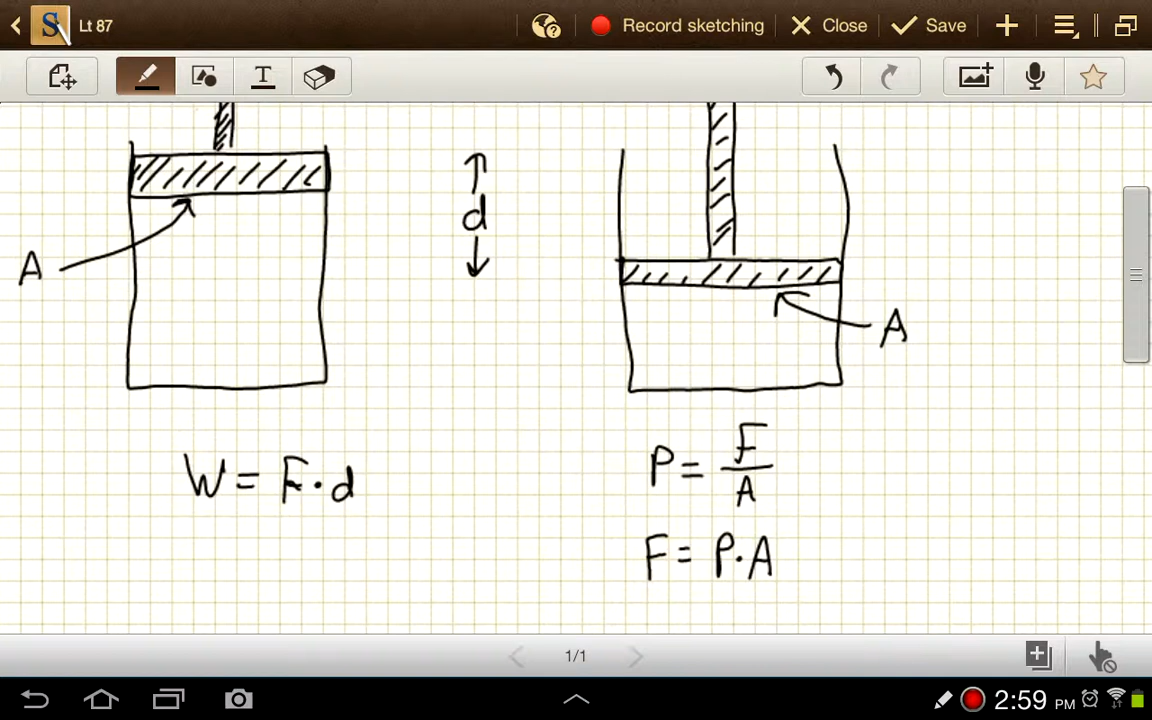 S Lt 87 Record sketching Close Save
T
A
d
A
W = F · d
P = F/A
F = P · A
1/1
2:59 PM